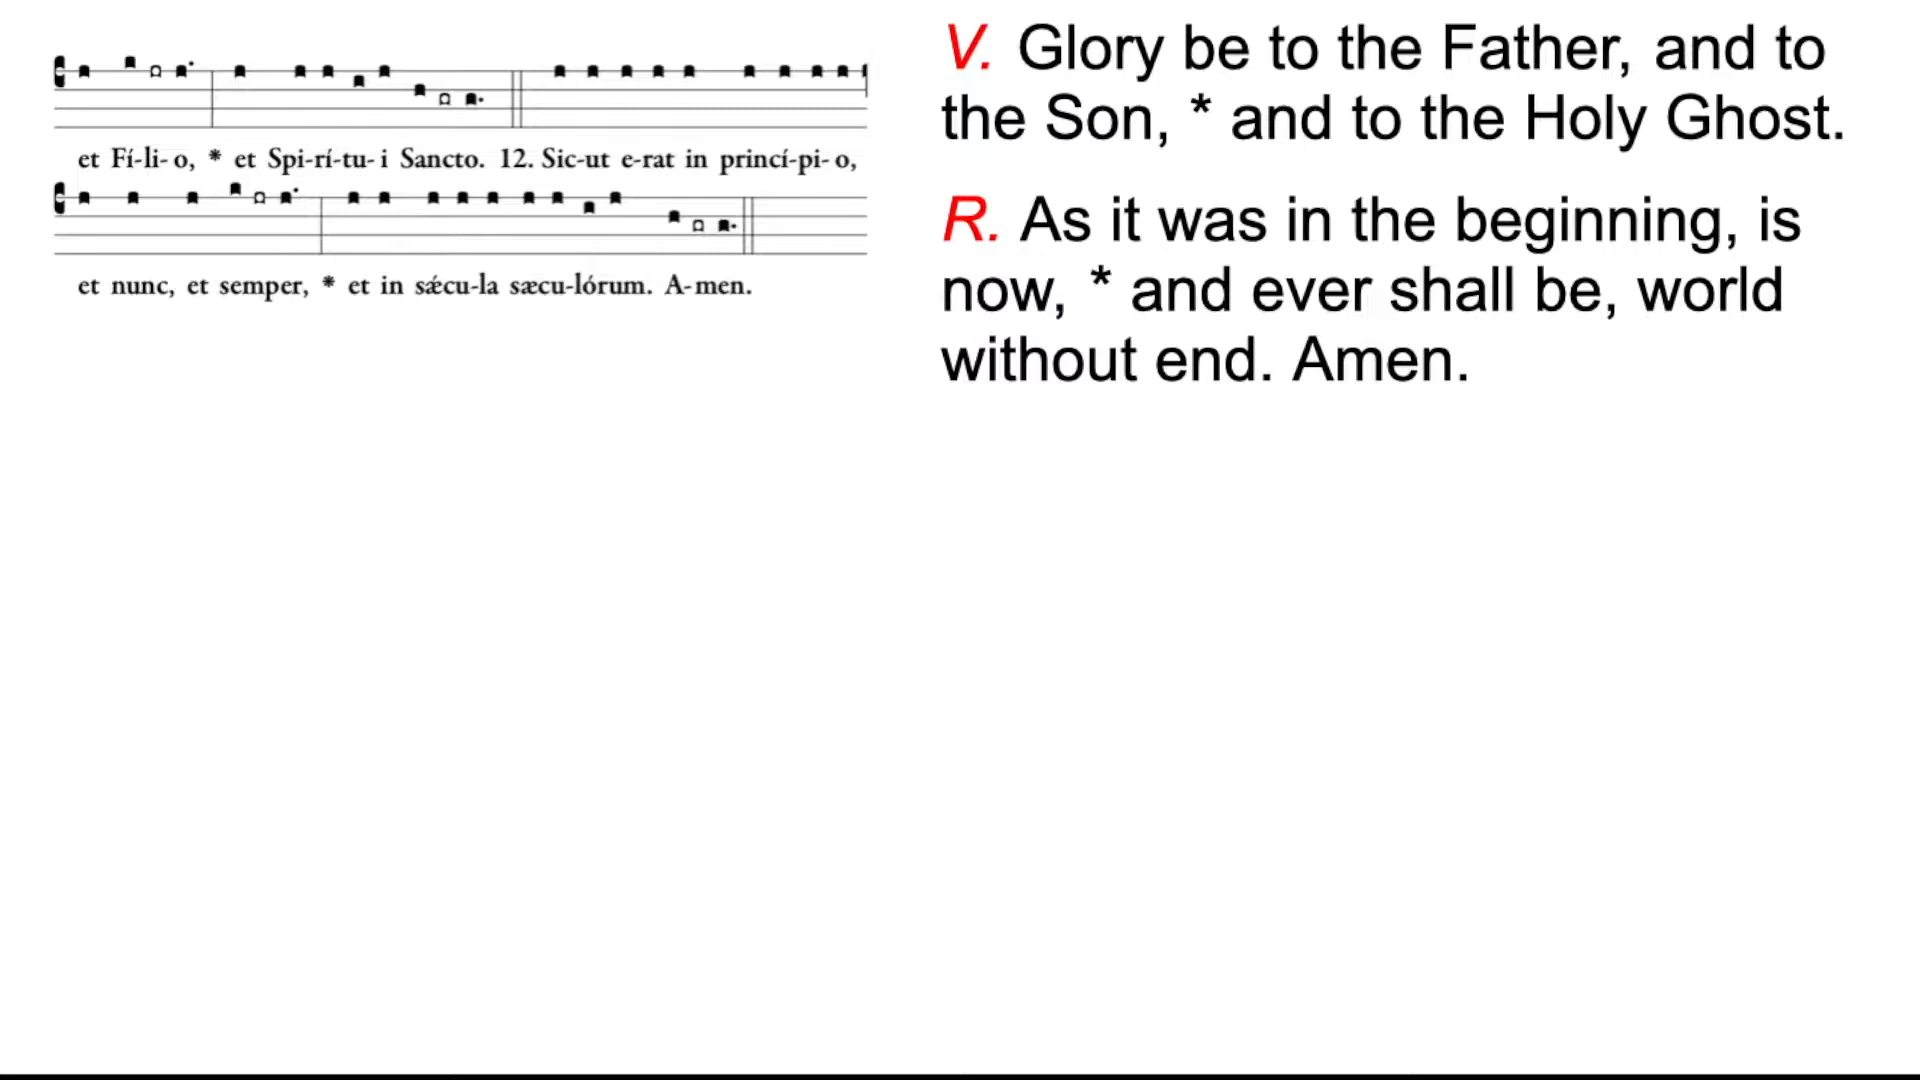 et Fí-li-o, * et Spi-rí-tu-i Sancto. 12. Sic-ut e-rat in princí-pi-o,
et nunc, et semper, * et in sǽcu-la sæcu-lórum. A-men.
V. Glory be to the Father, and to
the Son, * and to the Holy Ghost.
R. As it was in the beginning, is
now, * and ever shall be, world
without end. Amen.